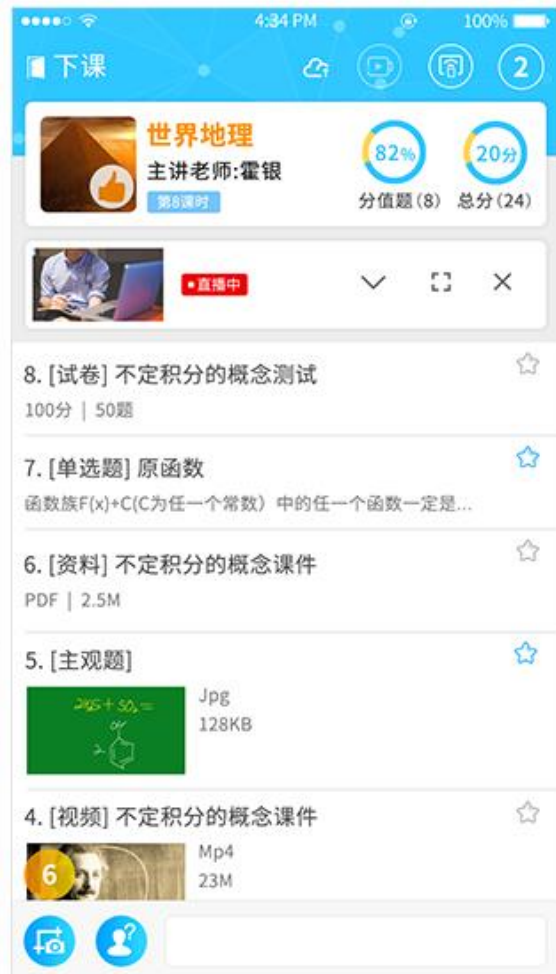 4:34 PM
100%
下课
2
世界地理
主讲老师:霍银
第8课时
82%
20分
分值题(8)
总分(24)
直播中
8. [试卷] 不定积分的概念测试
100分 | 50题
7. [单选题] 原函数
函数族F(x)+C(C为任一个常数）中的任一个函数一定是...
6. [资料] 不定积分的概念课件
PDF | 2.5M
5. [主观题]
Jpg
128KB
4. [视频] 不定积分的概念课件
Mp4
23M
6